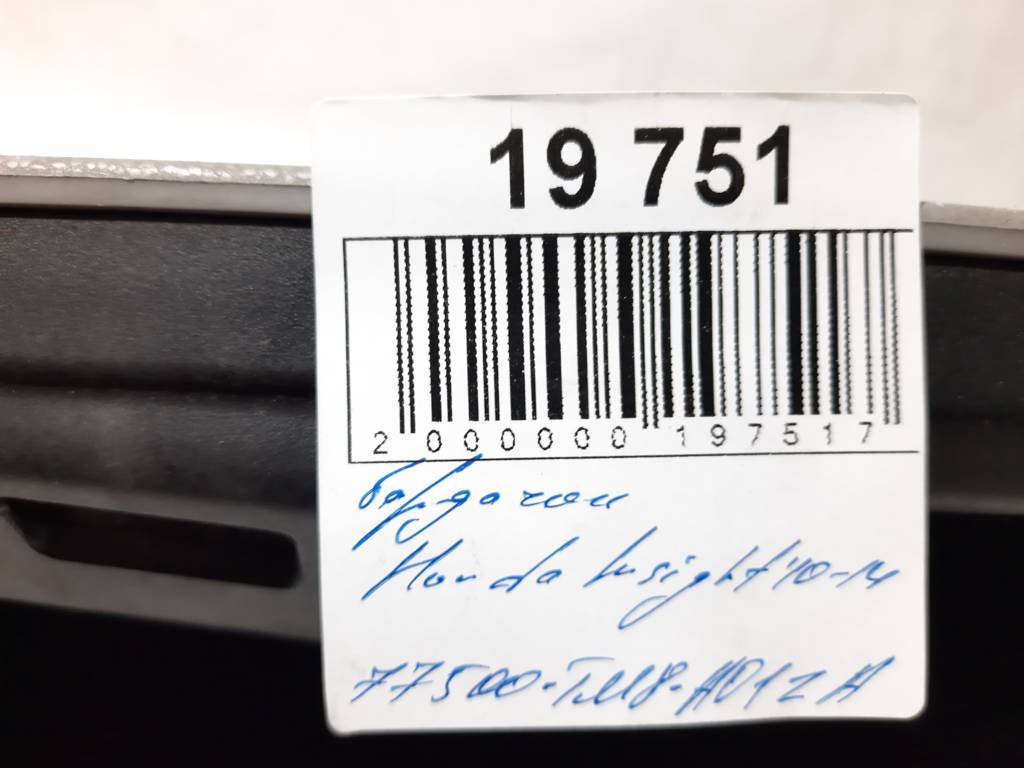 19 751
2 000000 197517
бардачок
Honda Insight '10-14
77500-TM8-A01ZA